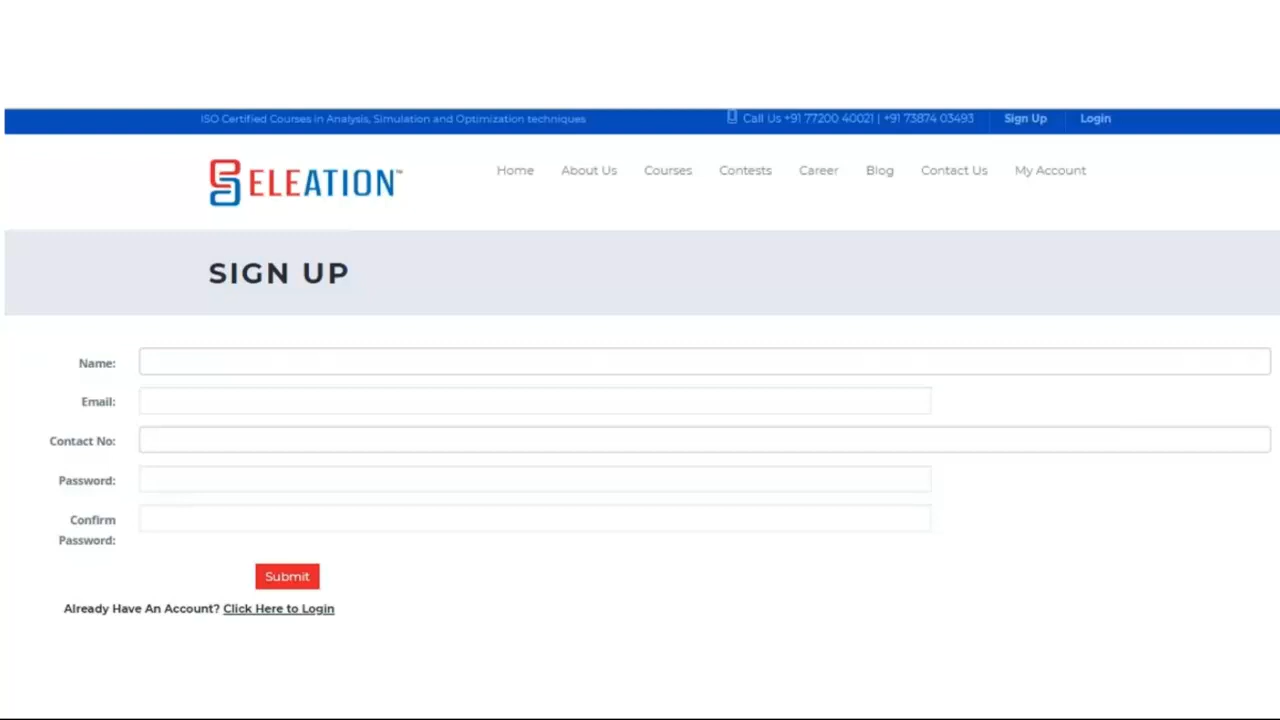 ISO Certified Courses in Analysis, Simulation and Optimization techniques
Call Us +91 77200 40021 | +91 73874 03493
Sign Up
Login
ELEATION™
Home
About Us
Courses
Contests
Career
Blog
Contact Us
My Account
SIGN UP
Name:
Email:
Contact No:
Password:
Confirm
Password:
Submit
Already Have An Account? Click Here to Login